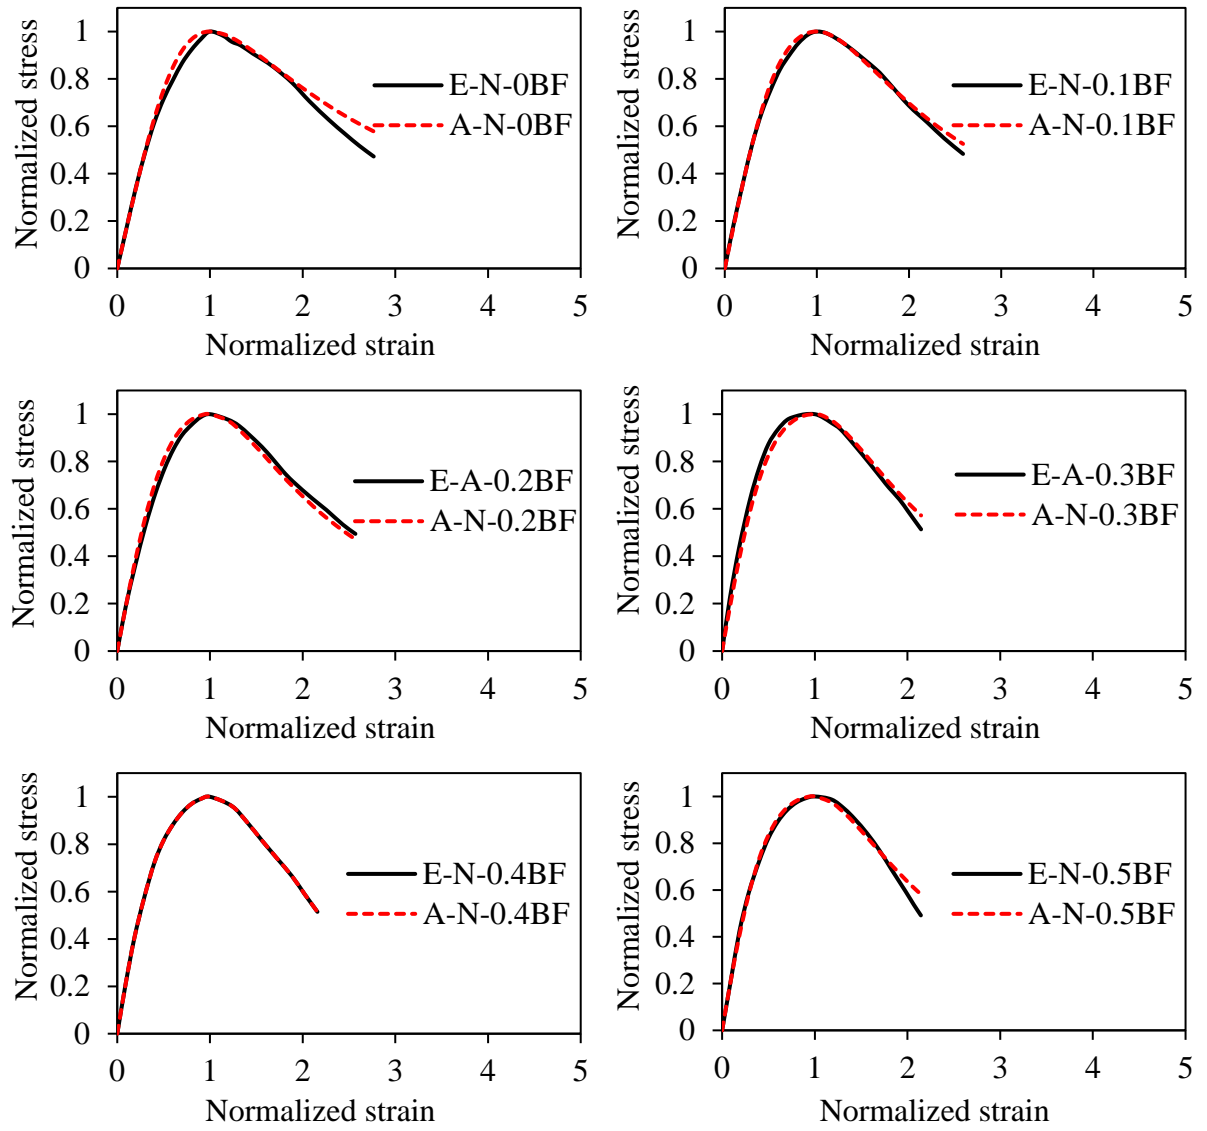 Normalized stress
1
0.8
0.6
0.4
0.2
0
0 1 2 3 4 5
Normalized strain
E-N-0BF
A-N-0BF
Normalized stress
1
0.8
0.6
0.4
0.2
0
0 1 2 3 4 5
Normalized strain
E-N-0.1BF
A-N-0.1BF
Normalized stress
1
0.8
0.6
0.4
0.2
0
0 1 2 3 4 5
Normalized strain
E-A-0.2BF
A-N-0.2BF
Normalized stress
1
0.8
0.6
0.4
0.2
0
0 1 2 3 4 5
Normalized strain
E-A-0.3BF
A-N-0.3BF
Normalized stress
1
0.8
0.6
0.4
0.2
0
0 1 2 3 4 5
Normalized strain
E-N-0.4BF
A-N-0.4BF
Normalized stress
1
0.8
0.6
0.4
0.2
0
0 1 2 3 4 5
Normalized strain
E-N-0.5BF
A-N-0.5BF